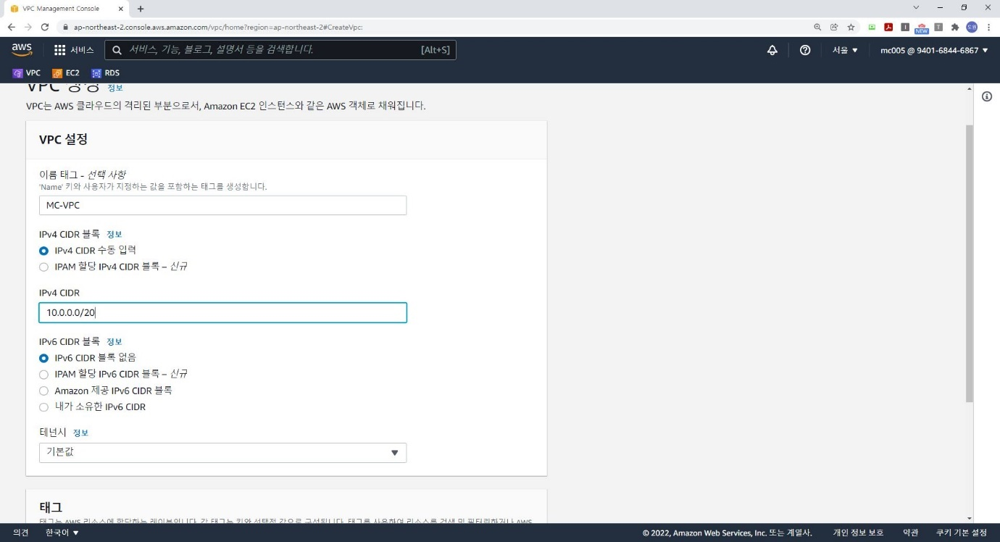 VPC Management Console
ap-northeast-2.console.aws.amazon.com/vpc/home?region=ap-northeast-2#CreateVpc:
NEW
도원
aws
서비스
서비스, 기능, 블로그, 설명서 등을 검색합니다.
[Alt+S]
서울
mc005 @ 9401-6844-6867
VPC
EC2
RDS
VPC 생성 정보
VPC는 AWS 클라우드의 격리된 부분으로서, Amazon EC2 인스턴스와 같은 AWS 객체로 채워집니다.
VPC 설정
이름 태그 - 선택 사항
'Name' 키와 사용자가 지정하는 값을 포함하는 태그를 생성합니다.
MC-VPC
IPv4 CIDR 블록 정보
IPv4 CIDR 수동 입력
IPAM 할당 IPv4 CIDR 블록 – 신규
IPv4 CIDR
10.0.0.0/20
IPv6 CIDR 블록 정보
IPv6 CIDR 블록 없음
IPAM 할당 IPv6 CIDR 블록 – 신규
Amazon 제공 IPv6 CIDR 블록
내가 소유한 IPv6 CIDR
테넌시 정보
기본값
태그
태그는 AWS 리소스에 할당하는 레이블입니다. 각 태그는 키와 선택적 값으로 구성됩니다. 태그를 사용하여 리소스를 검색 및 필터링하거나 AWS
의견
한국어
© 2022, Amazon Web Services, Inc. 또는 계열사.
개인 정보 보호
약관
쿠키 기본 설정